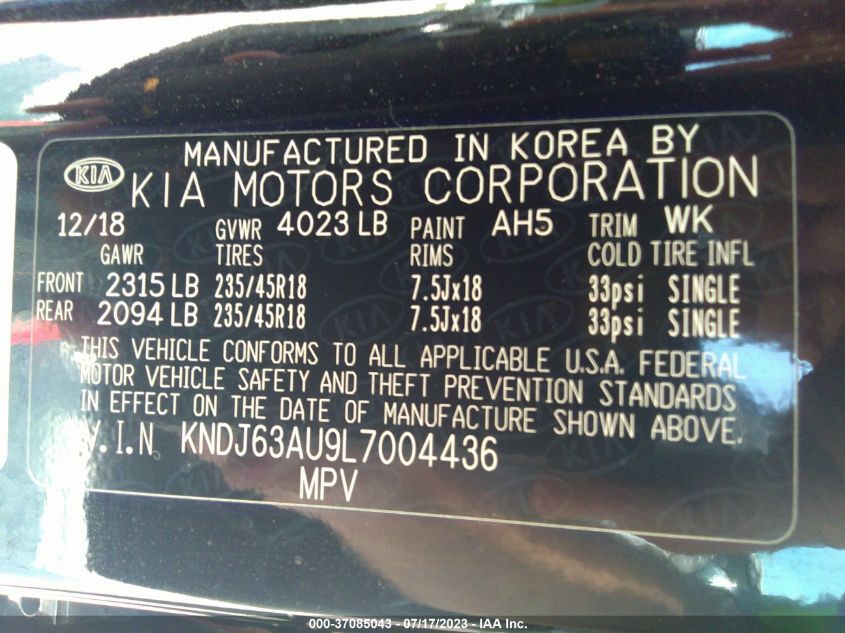 MANUFACTURED IN KOREA BY
KIA KIA MOTORS CORPORATION
12/18 GVWR 4023 LB PAINT AH5 TRIM WK
GAWR TIRES RIMS COLD TIRE INFL
FRONT 2315 LB 235/45R18 7.5Jx18 33psi SINGLE
REAR 2094 LB 235/45R18 7.5Jx18 33psi SINGLE
THIS VEHICLE CONFORMS TO ALL APPLICABLE U.S.A. FEDERAL
MOTOR VEHICLE SAFETY AND THEFT PREVENTION STANDARDS
IN EFFECT ON THE DATE OF MANUFACTURE SHOWN ABOVE.
V.I.N KNDJ63AU9L7004436
MPV
000-37085043 - 07/17/2023 - IAA Inc.